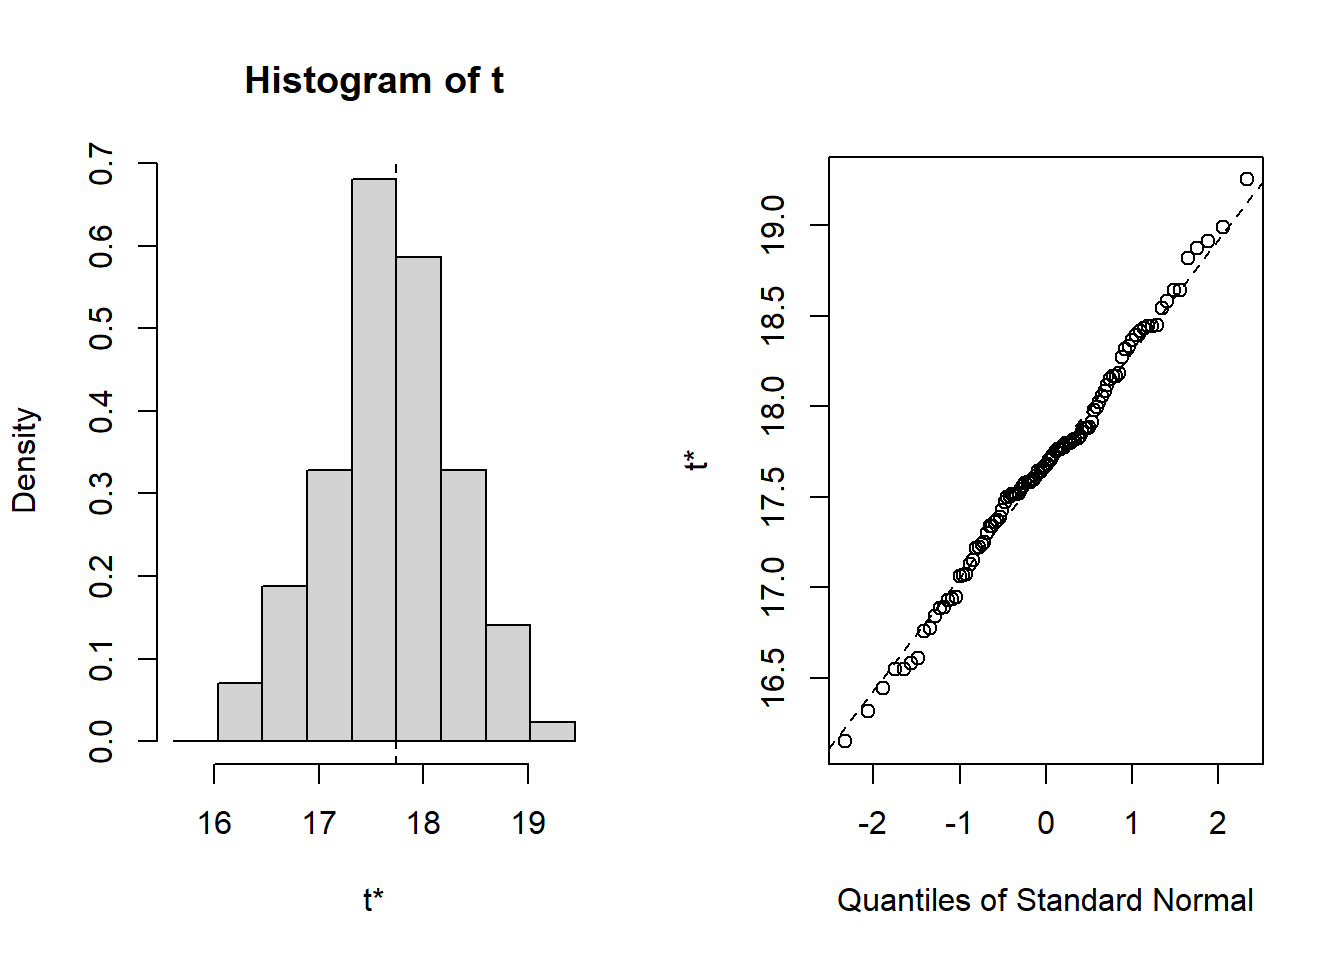 Histogram of t
Density
0.0 0.1 0.2 0.3 0.4 0.5 0.6 0.7
16 17 18 19
t*
t*
16.5 17.0 17.5 18.0 18.5 19.0
-2 -1 0 1 2
Quantiles of Standard Normal